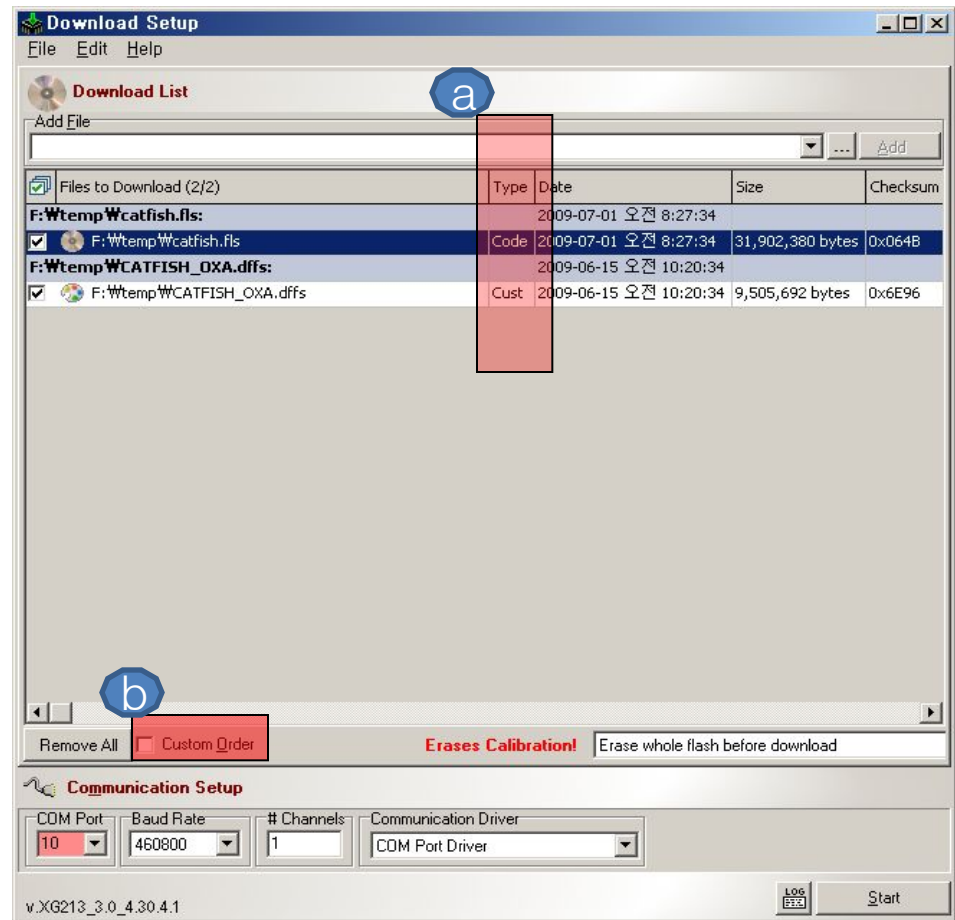 Download Setup
File Edit Help
Download List
a
Add File
... Add
Files to Download (2/2) Type Date Size Checksum
F:₩temp₩catfish.fls: 2009-07-01 오전 8:27:34
F:₩temp₩catfish.fls Code 2009-07-01 오전 8:27:34 31,902,380 bytes 0x064B
F:₩temp₩CATFISH_OXA.dffs: 2009-06-15 오전 10:20:34
F:₩temp₩CATFISH_OXA.dffs Cust 2009-06-15 오전 10:20:34 9,505,692 bytes 0x6E96
b
Remove All Custom Order Erases Calibration! Erase whole flash before download
Communication Setup
COM Port Baud Rate # Channels Communication Driver
10 460800 1 COM Port Driver
v.XG213_3.0_4.30.4.1 LOG Start